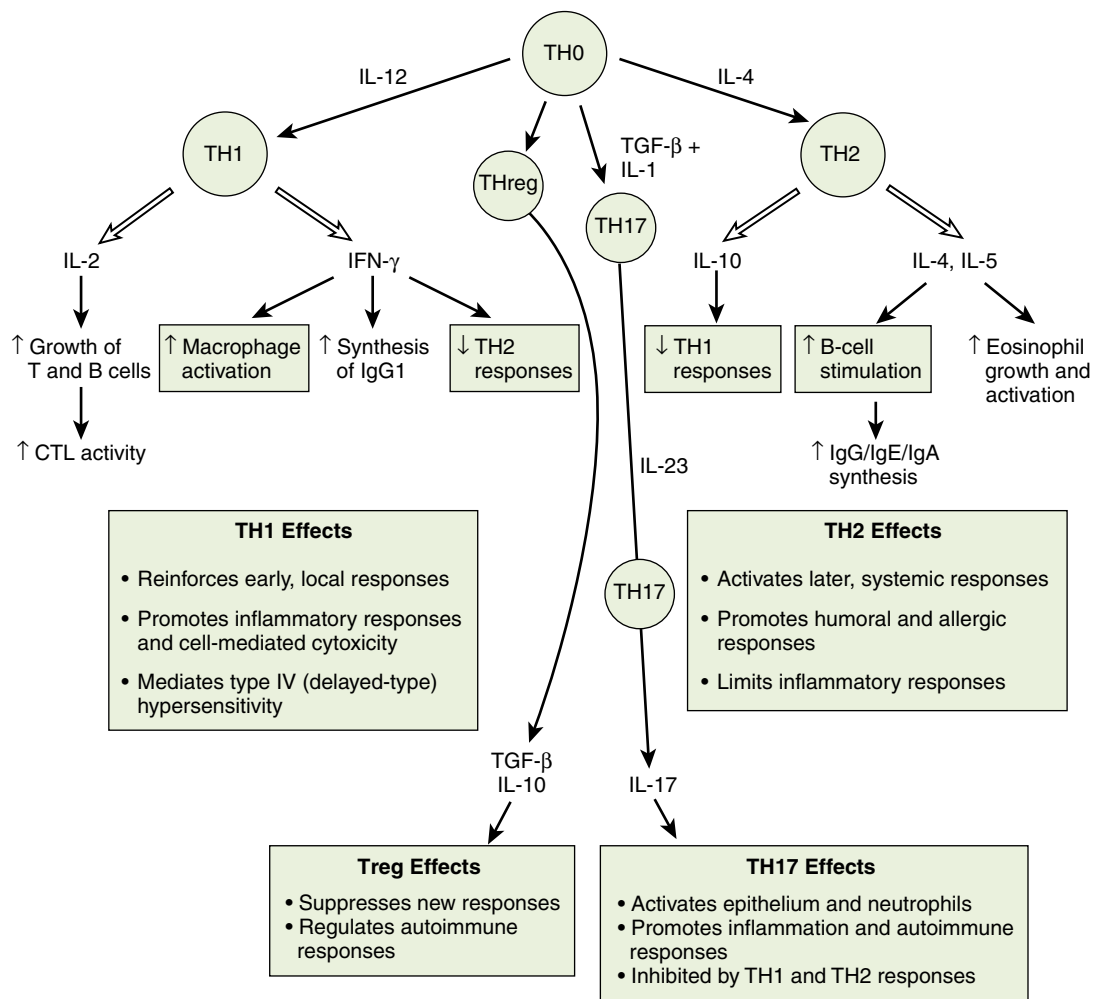 TH0
IL-12
IL-4
TH1
THreg
TGF-β +
IL-1
TH17
TH2
IL-2
IFN-γ
IL-10
IL-4, IL-5
↑ Growth of
T and B cells
↑ Macrophage
activation
↑ Synthesis
of IgG1
↓ TH2
responses
↓ TH1
responses
↑ B-cell
stimulation
↑ Eosinophil
growth and
activation
↑ CTL activity
↑ IgG/IgE/IgA
synthesis
IL-23
TH1 Effects
• Reinforces early, local responses
• Promotes inflammatory responses
and cell-mediated cytoxicity
• Mediates type IV (delayed-type)
hypersensitivity
TH17
TH2 Effects
• Activates later, systemic responses
• Promotes humoral and allergic
responses
• Limits inflammatory responses
TGF-β
IL-10
IL-17
Treg Effects
• Suppresses new responses
• Regulates autoimmune
responses
TH17 Effects
• Activates epithelium and neutrophils
• Promotes inflammation and autoimmune
responses
• Inhibited by TH1 and TH2 responses